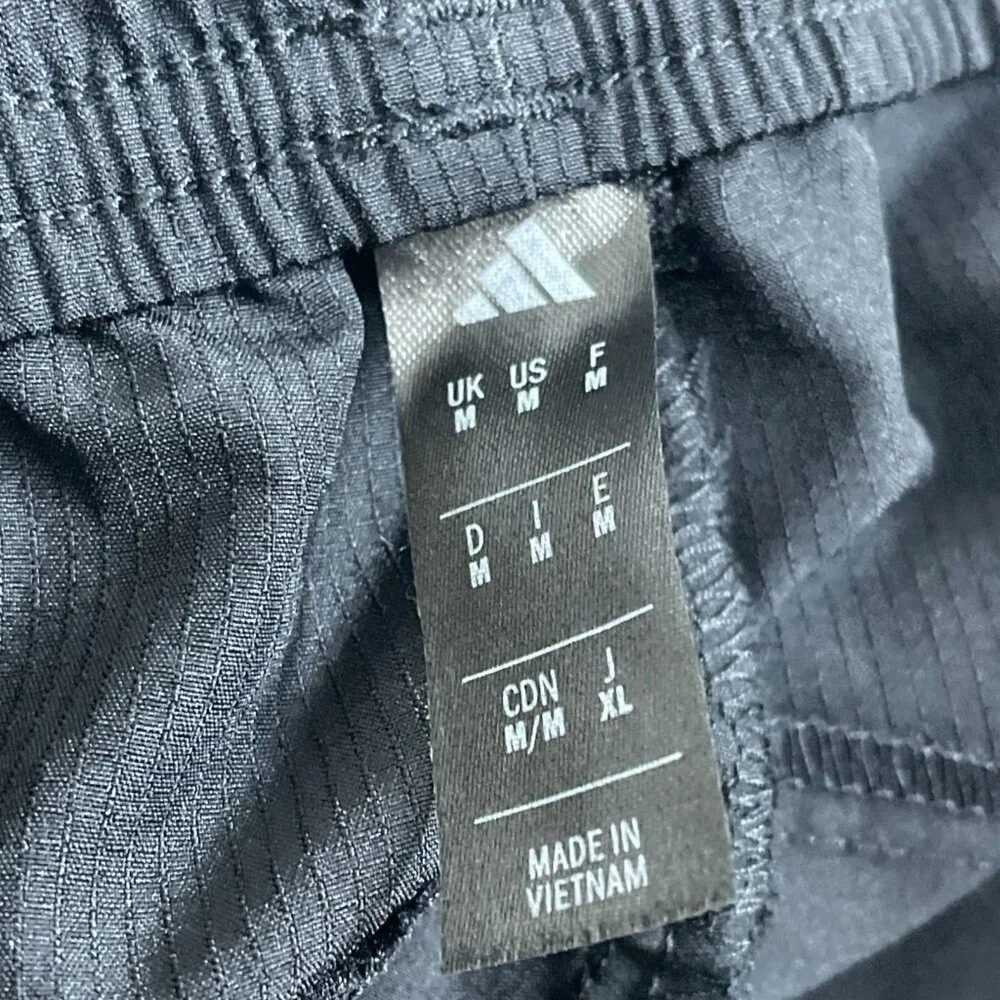 UK US F
M M M
D I E
M M M
CDN J
M/M XL
MADE IN
VIETNAM